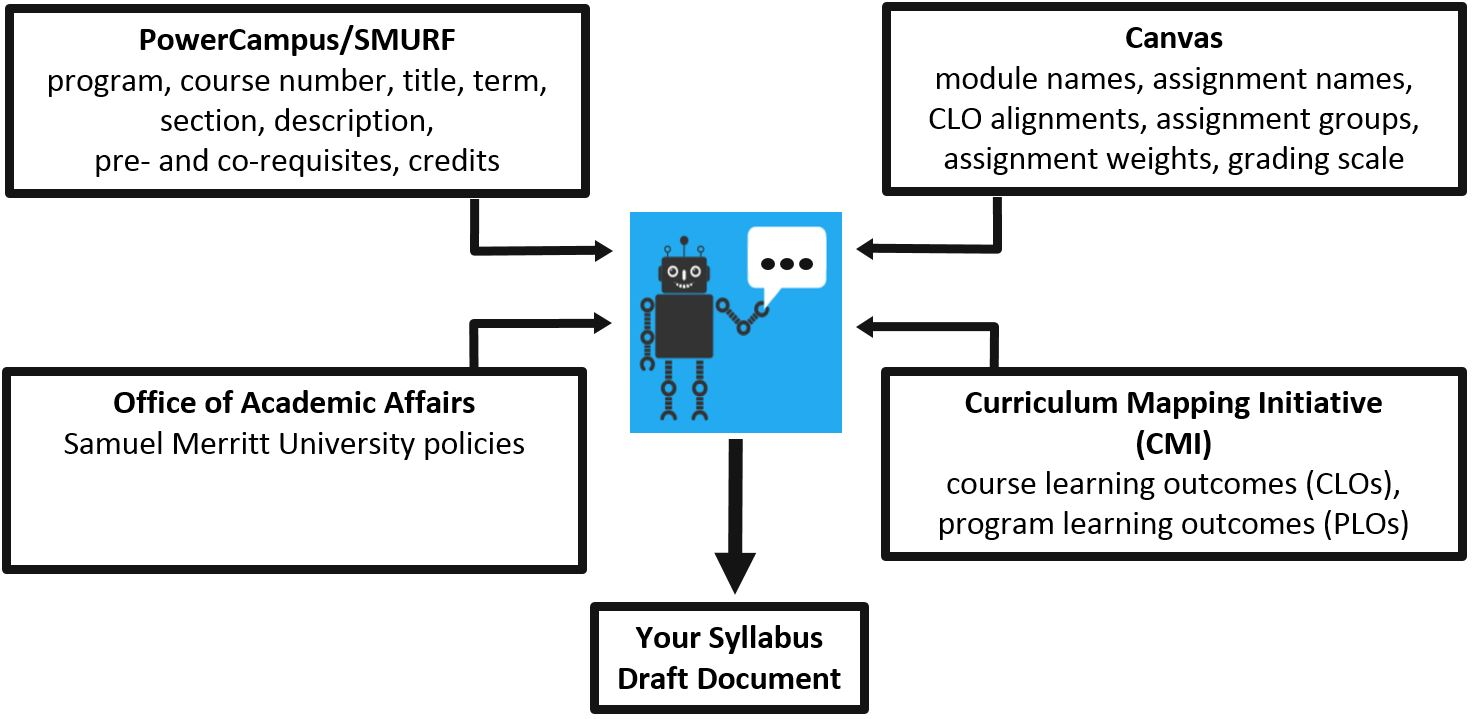 PowerCampus/SMURF
program, course number, title, term,
section, description,
pre- and co-requisites, credits
Canvas
module names, assignment names,
CLO alignments, assignment groups,
assignment weights, grading scale
Office of Academic Affairs
Samuel Merritt University policies
Curriculum Mapping Initiative
(CMI)
course learning outcomes (CLOs),
program learning outcomes (PLOs)
Your Syllabus
Draft Document